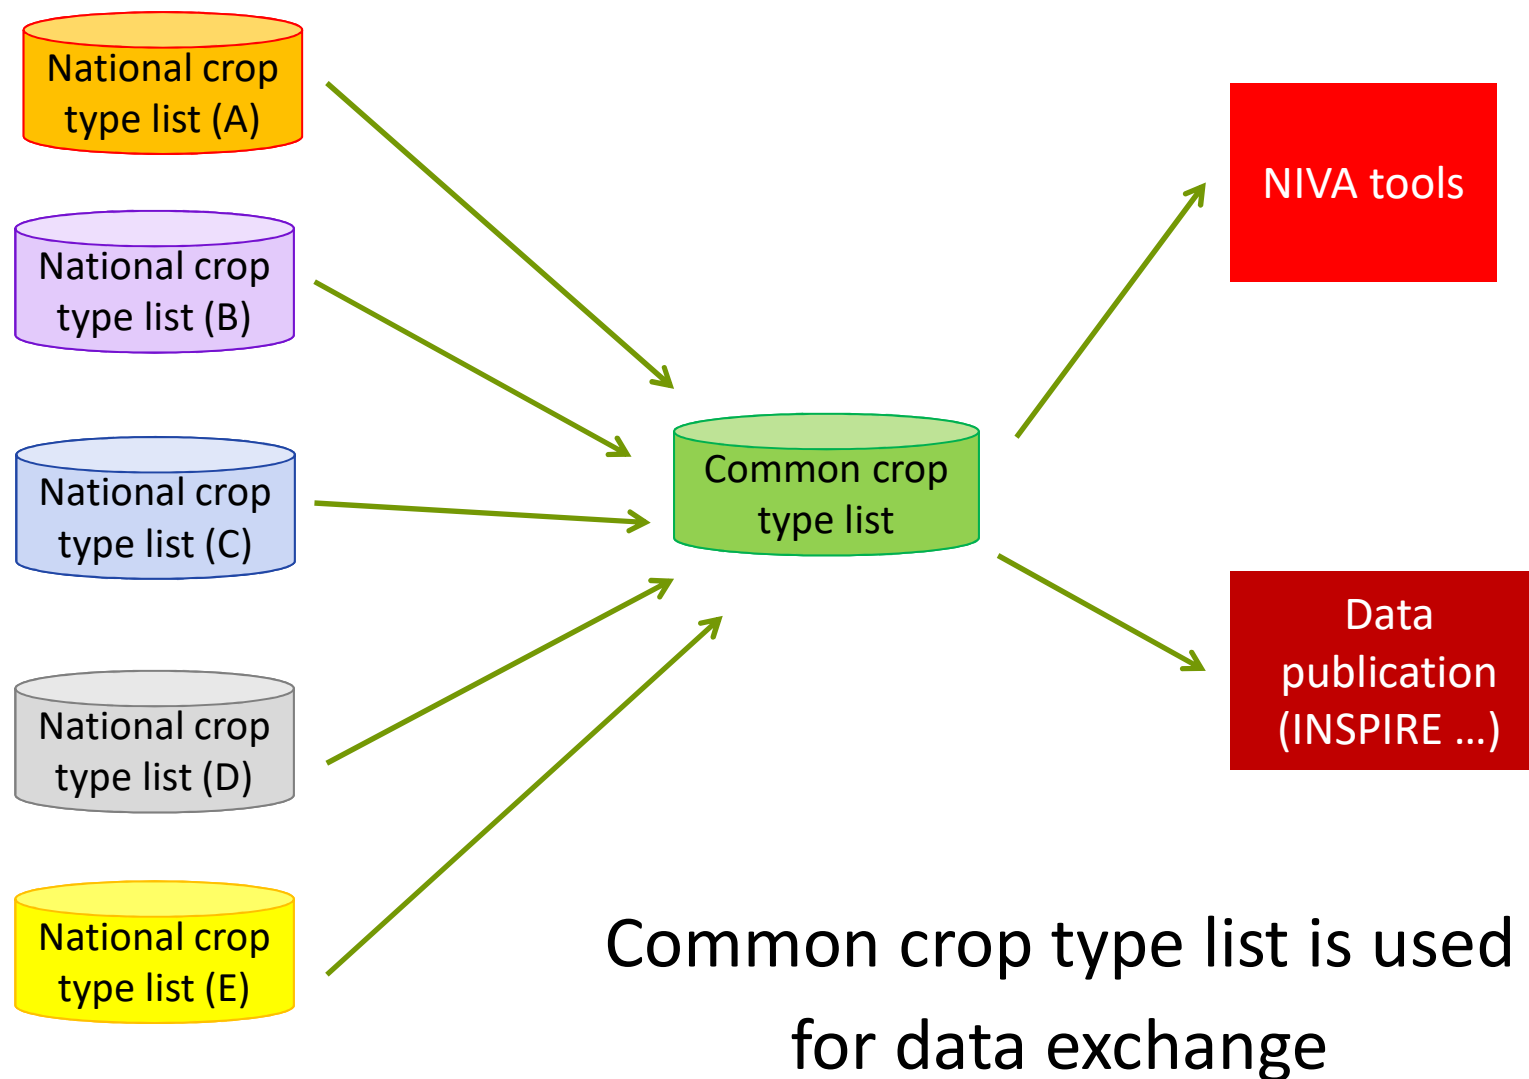 National crop
type list (A)
National crop
type list (B)
National crop
type list (C)
National crop
type list (D)
National crop
type list (E)
Common crop
type list
NIVA tools
Data
publication
(INSPIRE ...)
Common crop type list is used
for data exchange